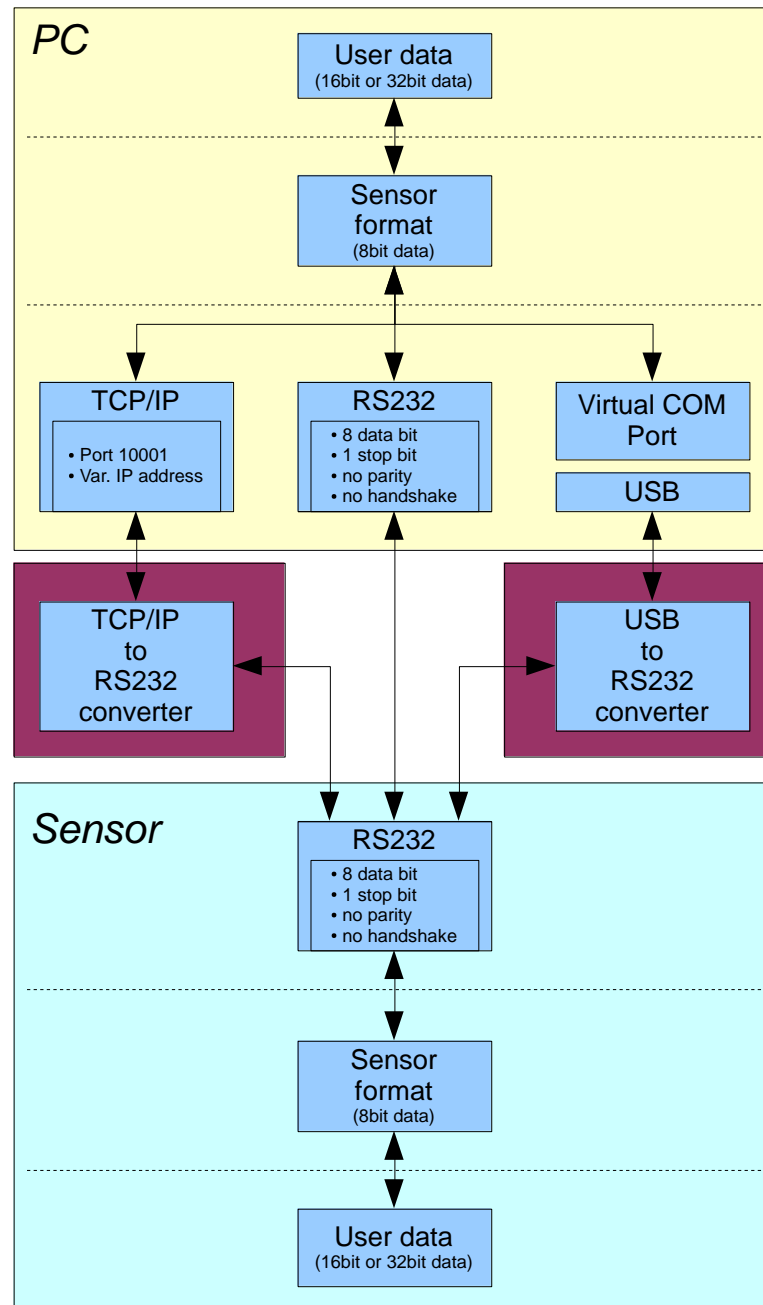 PC
User data
(16bit or 32bit data)
Sensor
format
(8bit data)
TCP/IP
• Port 10001
• Var. IP address
RS232
• 8 data bit
• 1 stop bit
• no parity
• no handshake
Virtual COM
Port
USB
TCP/IP
to
RS232
converter
USB
to
RS232
converter
Sensor
RS232
• 8 data bit
• 1 stop bit
• no parity
• no handshake
Sensor
format
(8bit data)
User data
(16bit or 32bit data)